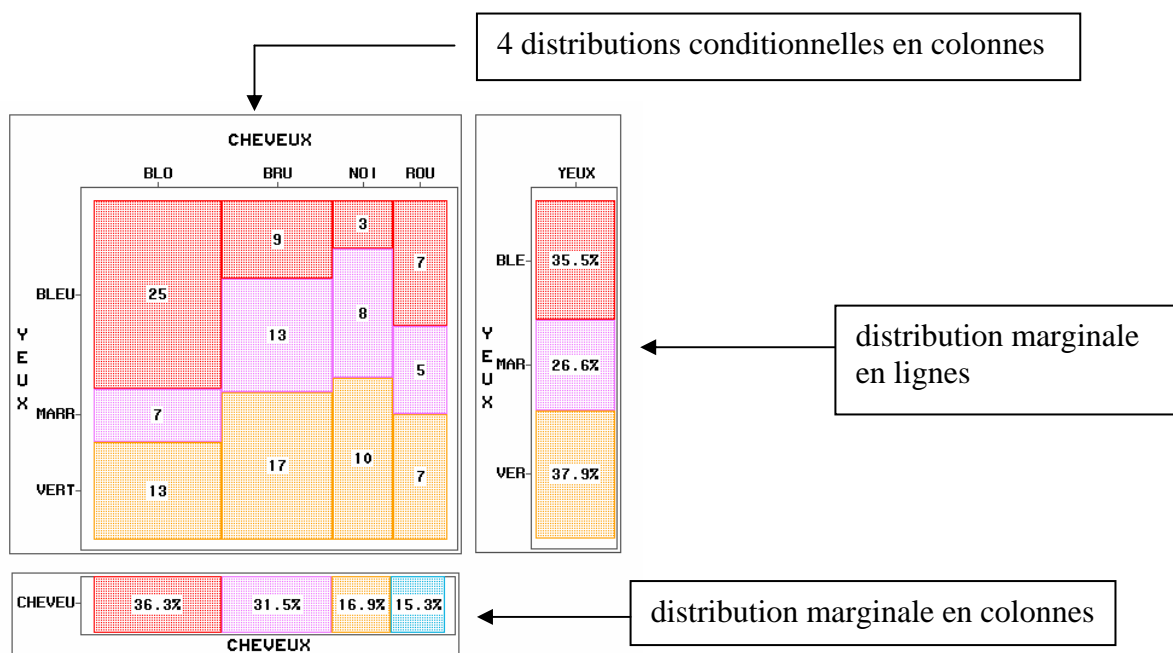 4 distributions conditionnelles en colonnes
CHEVEUX
BLO BRU NOI ROU
YEUX
BLEU
MARR
VERT
25 9 3 7
7 13 8 5
13 17 10 7
YEUX
YEUX
BLE 35.5%
MAR 26.6%
VER 37.9%
distribution marginale
en lignes
CHEVEU 36.3% 31.5% 16.9% 15.3%
CHEVEUX
distribution marginale en colonnes